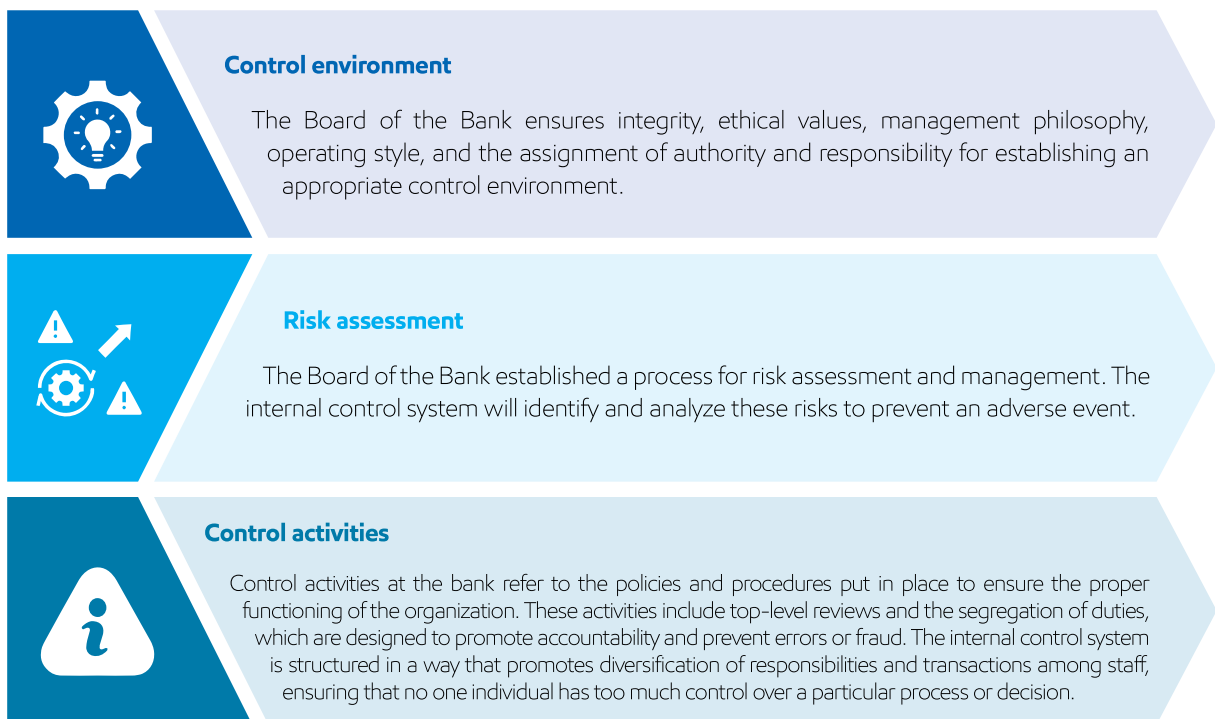 Control environment
The Board of the Bank ensures integrity, ethical values, management philosophy,
operating style, and the assignment of authority and responsibility for establishing an
appropriate control environment.
Risk assessment
The Board of the Bank established a process for risk assessment and management. The
internal control system will identify and analyze these risks to prevent an adverse event.
Control activities
Control activities at the bank refer to the policies and procedures put in place to ensure the proper
functioning of the organization. These activities include top-level reviews and the segregation of duties,
which are designed to promote accountability and prevent errors or fraud. The internal control system
is structured in a way that promotes diversification of responsibilities and transactions among staff,
ensuring that no one individual has too much control over a particular process or decision.